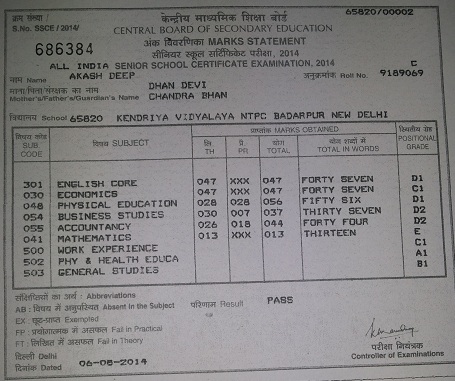 क्रम संख्या / 65820/00002
S.No. SSCE / 2014/ केन्द्रीय माध्यमिक शिक्षा बोर्ड
CENTRAL BOARD OF SECONDARY EDUCATION
686384 अंक विवरणिका MARKS STATEMENT
सीनियर स्कूल सर्टिफिकेट परीक्षा, 2014
ALL INDIA SENIOR SCHOOL CERTIFICATE EXAMINATION, 2014 C
नाम Name AKASH DEEP अनुक्रमांक Roll No. 9189069
माता/पिता/संरक्षक का नाम DHAN DEVI
Mother's/Father's/Guardian's Name CHANDRA BHAN
विद्यालय School 65820 KENDRIYA VIDYALAYA NTPC BADARPUR NEW DELHI
विषय कोड SUB. CODE विषय SUBJECT प्राप्तांक MARKS OBTAINED स्थितीय ग्रेड POSITIONAL GRADE
लि. TH प्रे. PR योग TOTAL योग शब्दों में TOTAL IN WORDS
301 ENGLISH CORE 047 XXX 047 FORTY SEVEN D1
030 ECONOMICS 047 XXX 047 FORTY SEVEN C1
048 PHYSICAL EDUCATION 028 028 056 FIFTY SIX D1
054 BUSINESS STUDIES 030 007 037 THIRTY SEVEN D2
055 ACCOUNTANCY 026 018 044 FORTY FOUR D2
041 MATHEMATICS 013 XXX 013 THIRTEEN E
500 WORK EXPERIENCE C1
502 PHY & HEALTH EDUCA A1
503 GENERAL STUDIES B1
संक्षिप्तियों का अर्थ : Abbreviations
AB : विषय में अनुपस्थित Absent in the Subject परिणाम Result PASS
EX : छूट-प्राप्त Exempted
FP : प्रयोगात्मक में असफल Fail in Practical
FT : लिखित में असफल Fail in Theory
दिल्ली Delhi परीक्षा नियंत्रक
दिनांक Dated 06-08-2014 Controller of Examinations